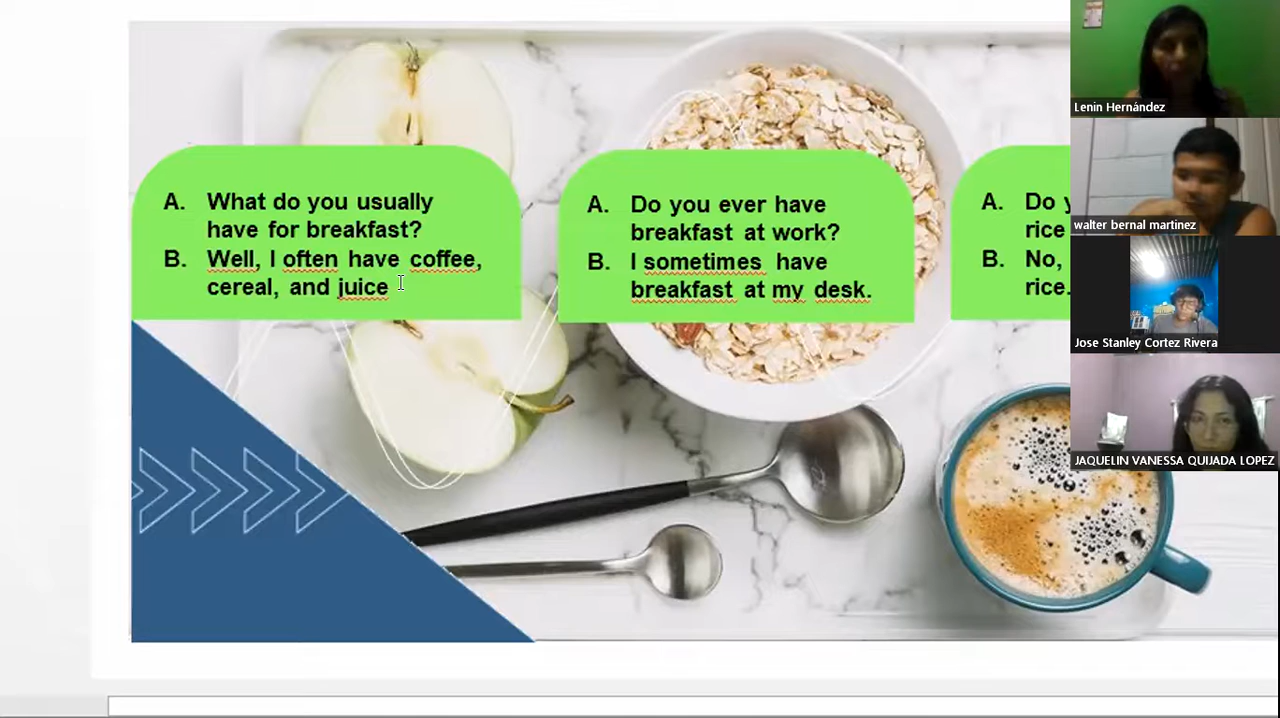 A. What do you usually
have for breakfast?
B. Well, I often have coffee,
cereal, and juice
A. Do you ever have
breakfast at work?
B. I sometimes have
breakfast at my desk.
A. Do
rice
B. No,
rice.
Lenin Hernández
walter bernal martinez
Jose Stanley Cortez Rivera
JAQUELIN VANESSA QUIJADA LOPEZ